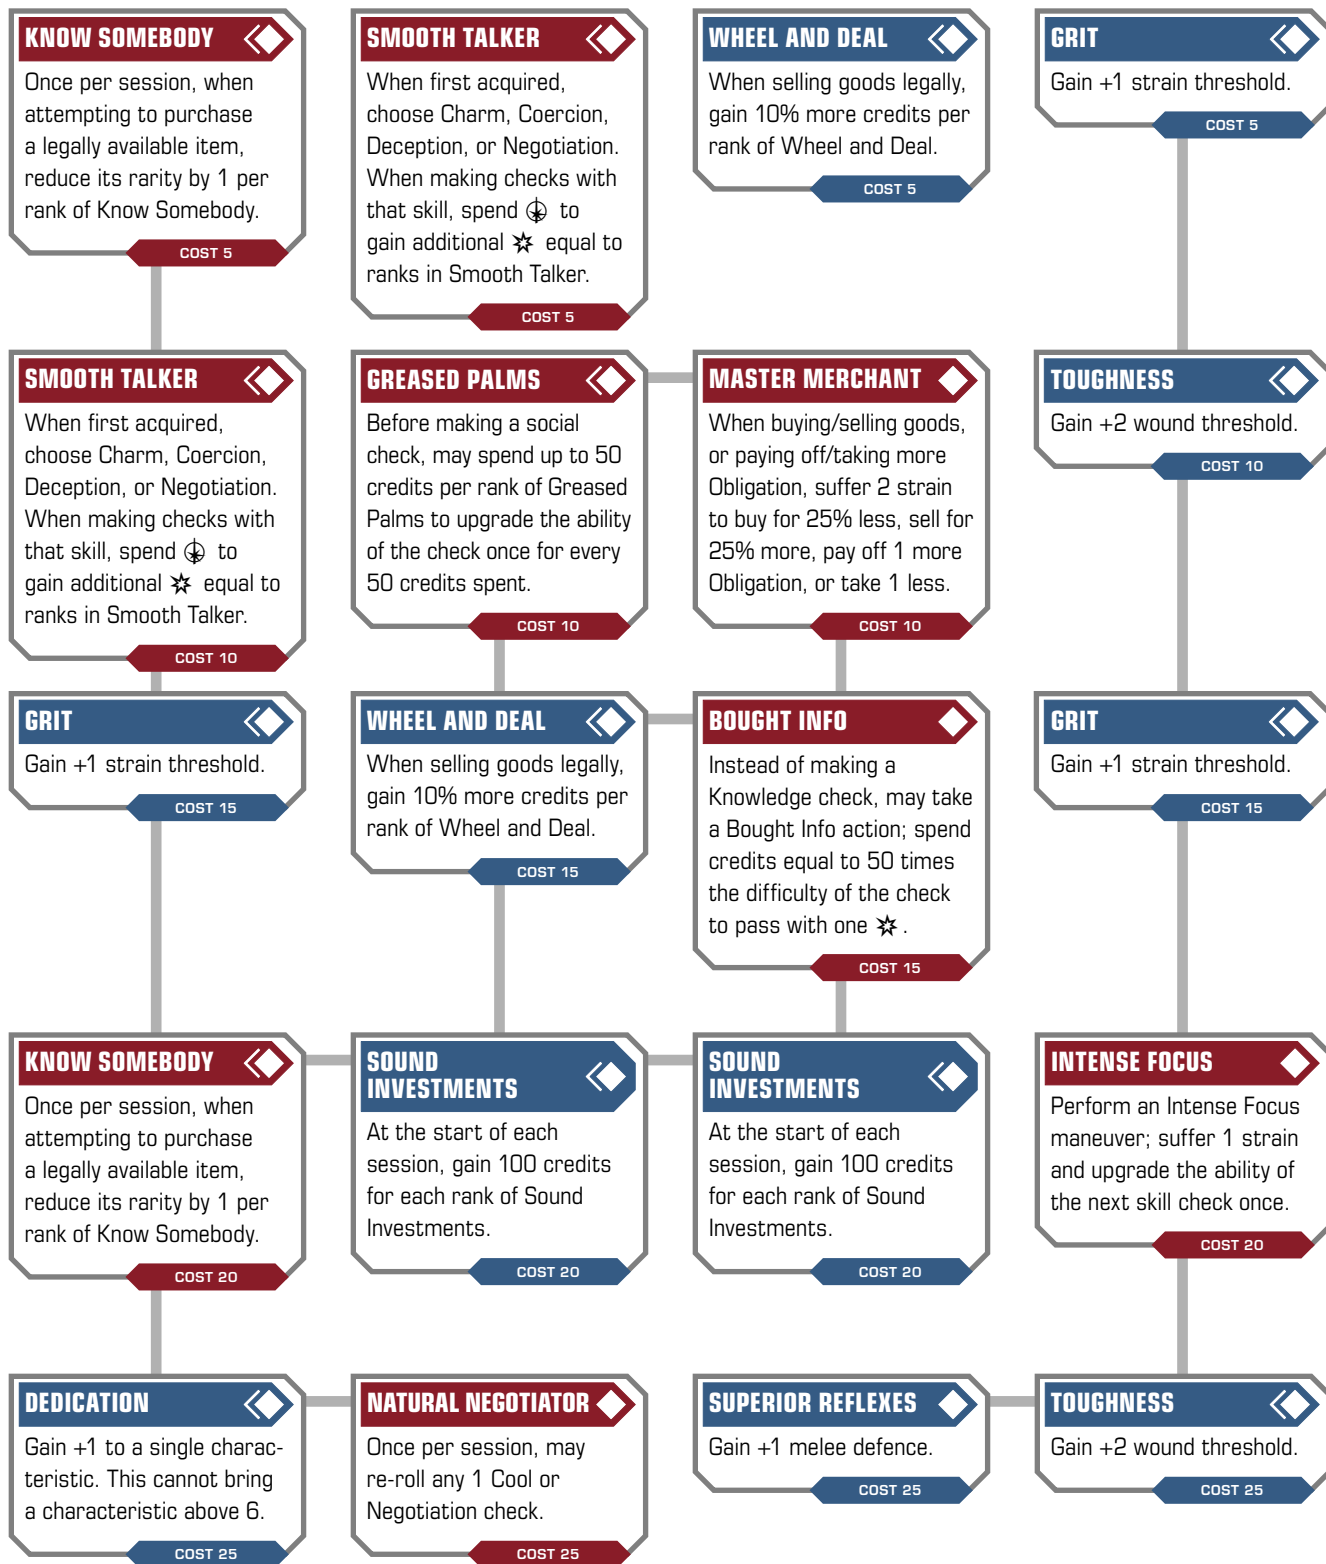 KNOW SOMEBODY
Once per session, when
attempting to purchase
a legally available item,
reduce its rarity by 1 per
rank of Know Somebody.
COST 5
SMOOTH TALKER
When first acquired,
choose Charm, Coercion,
Deception, or Negotiation.
When making checks with
that skill, spend to
gain additional equal to
ranks in Smooth Talker.
COST 5
WHEEL AND DEAL
When selling goods legally,
gain 10% more credits per
rank of Wheel and Deal.
COST 5
GRIT
Gain +1 strain threshold.
COST 5
SMOOTH TALKER
When first acquired,
choose Charm, Coercion,
Deception, or Negotiation.
When making checks with
that skill, spend to
gain additional equal to
ranks in Smooth Talker.
COST 10
GREASED PALMS
Before making a social
check, may spend up to 50
credits per rank of Greased
Palms to upgrade the ability
of the check once for every
50 credits spent.
COST 10
MASTER MERCHANT
When buying/selling goods,
or paying off/taking more
Obligation, suffer 2 strain
to buy for 25% less, sell for
25% more, pay off 1 more
Obligation, or take 1 less.
COST 10
TOUGHNESS
Gain +2 wound threshold.
COST 10
GRIT
Gain +1 strain threshold.
COST 15
WHEEL AND DEAL
When selling goods legally,
gain 10% more credits per
rank of Wheel and Deal.
COST 15
BOUGHT INFO
Instead of making a
Knowledge check, may take
a Bought Info action; spend
credits equal to 50 times
the difficulty of the check
to pass with one .
COST 15
GRIT
Gain +1 strain threshold.
COST 15
KNOW SOMEBODY
Once per session, when
attempting to purchase
a legally available item,
reduce its rarity by 1 per
rank of Know Somebody.
COST 20
SOUND
INVESTMENTS
At the start of each
session, gain 100 credits
for each rank of Sound
Investments.
COST 20
SOUND
INVESTMENTS
At the start of each
session, gain 100 credits
for each rank of Sound
Investments.
COST 20
INTENSE FOCUS
Perform an Intense Focus
maneuver; suffer 1 strain
and upgrade the ability of
the next skill check once.
COST 20
DEDICATION
Gain +1 to a single charac-
teristic. This cannot bring
a characteristic above 6.
COST 25
NATURAL NEGOTIATOR
Once per session, may
re-roll any 1 Cool or
Negotiation check.
COST 25
SUPERIOR REFLEXES
Gain +1 melee defence.
COST 25
TOUGHNESS
Gain +2 wound threshold.
COST 25